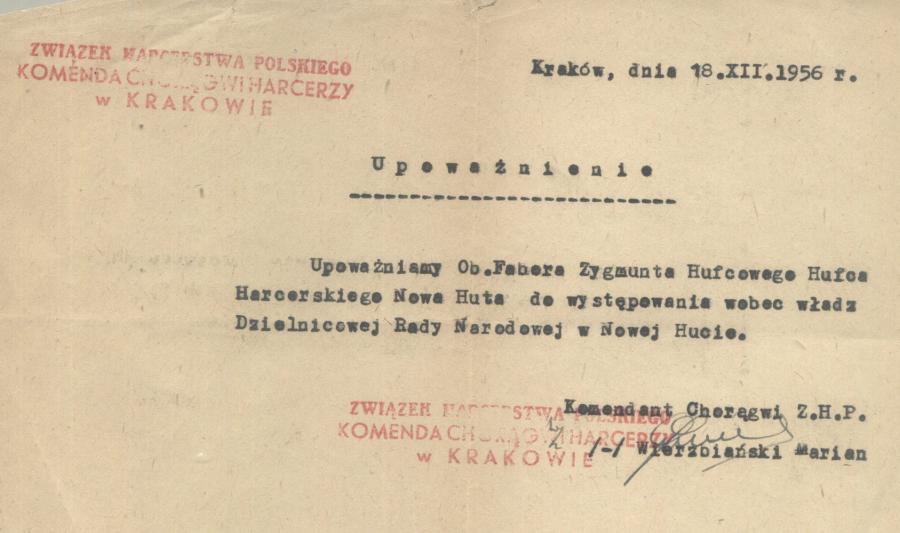 ZWIĄZEK HARCERSTWA POLSKIEGO
KOMENDA CHORĄGWI HARCERZY
w KRAKOWIE
Kraków, dnia 18.XII.1956 r.
Upoważnienie
----------------------------
Upoważniamy Ob.Fahera Zygmunta Hufcowego Hufca
Harcerskiego Nowa Huta do występowania wobec władz
Dzielnicowej Rady Narodowej w Nowej Hucie.
ZWIĄZEK HARCERSTWA POLSKIEGO
KOMENDA CHORĄGWI HARCERZY
w KRAKOWIE
Komendant Chorągwi Z.H.P.
/-/ Wierzbiański Marian